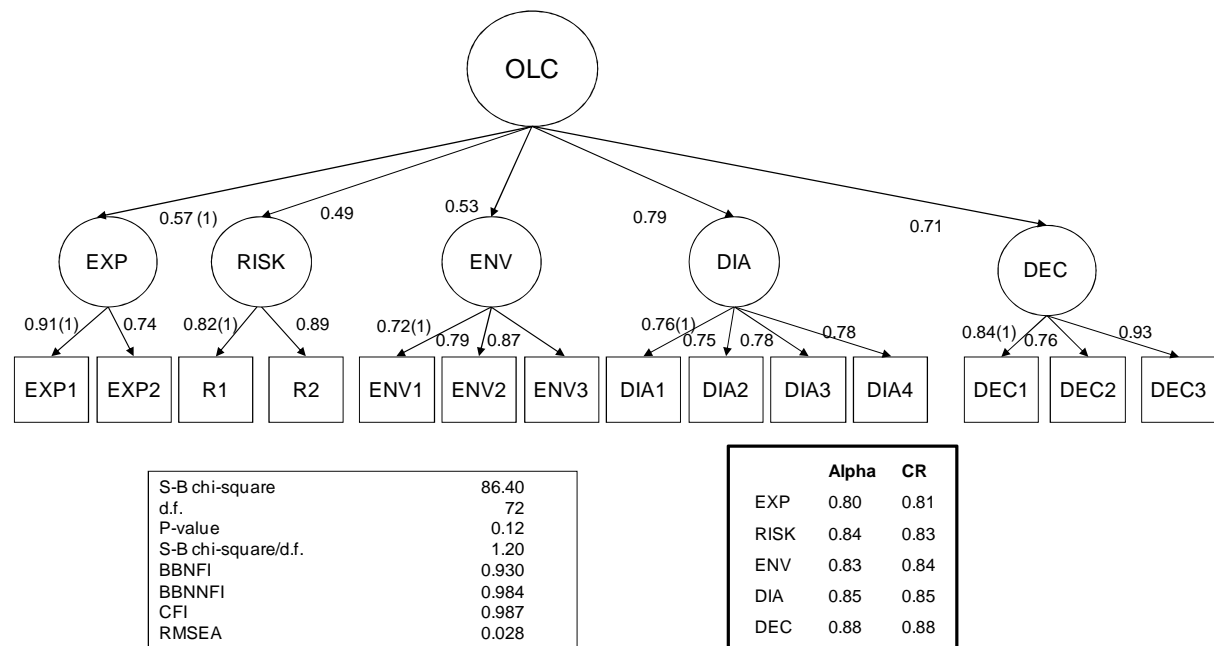 OLC
0.57 (1)
0.49
0.53
0.79
0.71
EXP
RISK
ENV
DIA
DEC
0.91(1)
0.74
0.82(1)
0.89
0.72(1)
0.79
0.87
0.76(1)
0.75
0.78
0.78
0.84(1)
0.76
0.93
EXP1
EXP2
R1
R2
ENV1
ENV2
ENV3
DIA1
DIA2
DIA3
DIA4
DEC1
DEC2
DEC3
S-B chi-square 86.40
d.f. 72
P-value 0.12
S-B chi-square/d.f. 1.20
BBNFI 0.930
BBNNFI 0.984
CFI 0.987
RMSEA 0.028
Alpha CR
EXP 0.80 0.81
RISK 0.84 0.83
ENV 0.83 0.84
DIA 0.85 0.85
DEC 0.88 0.88